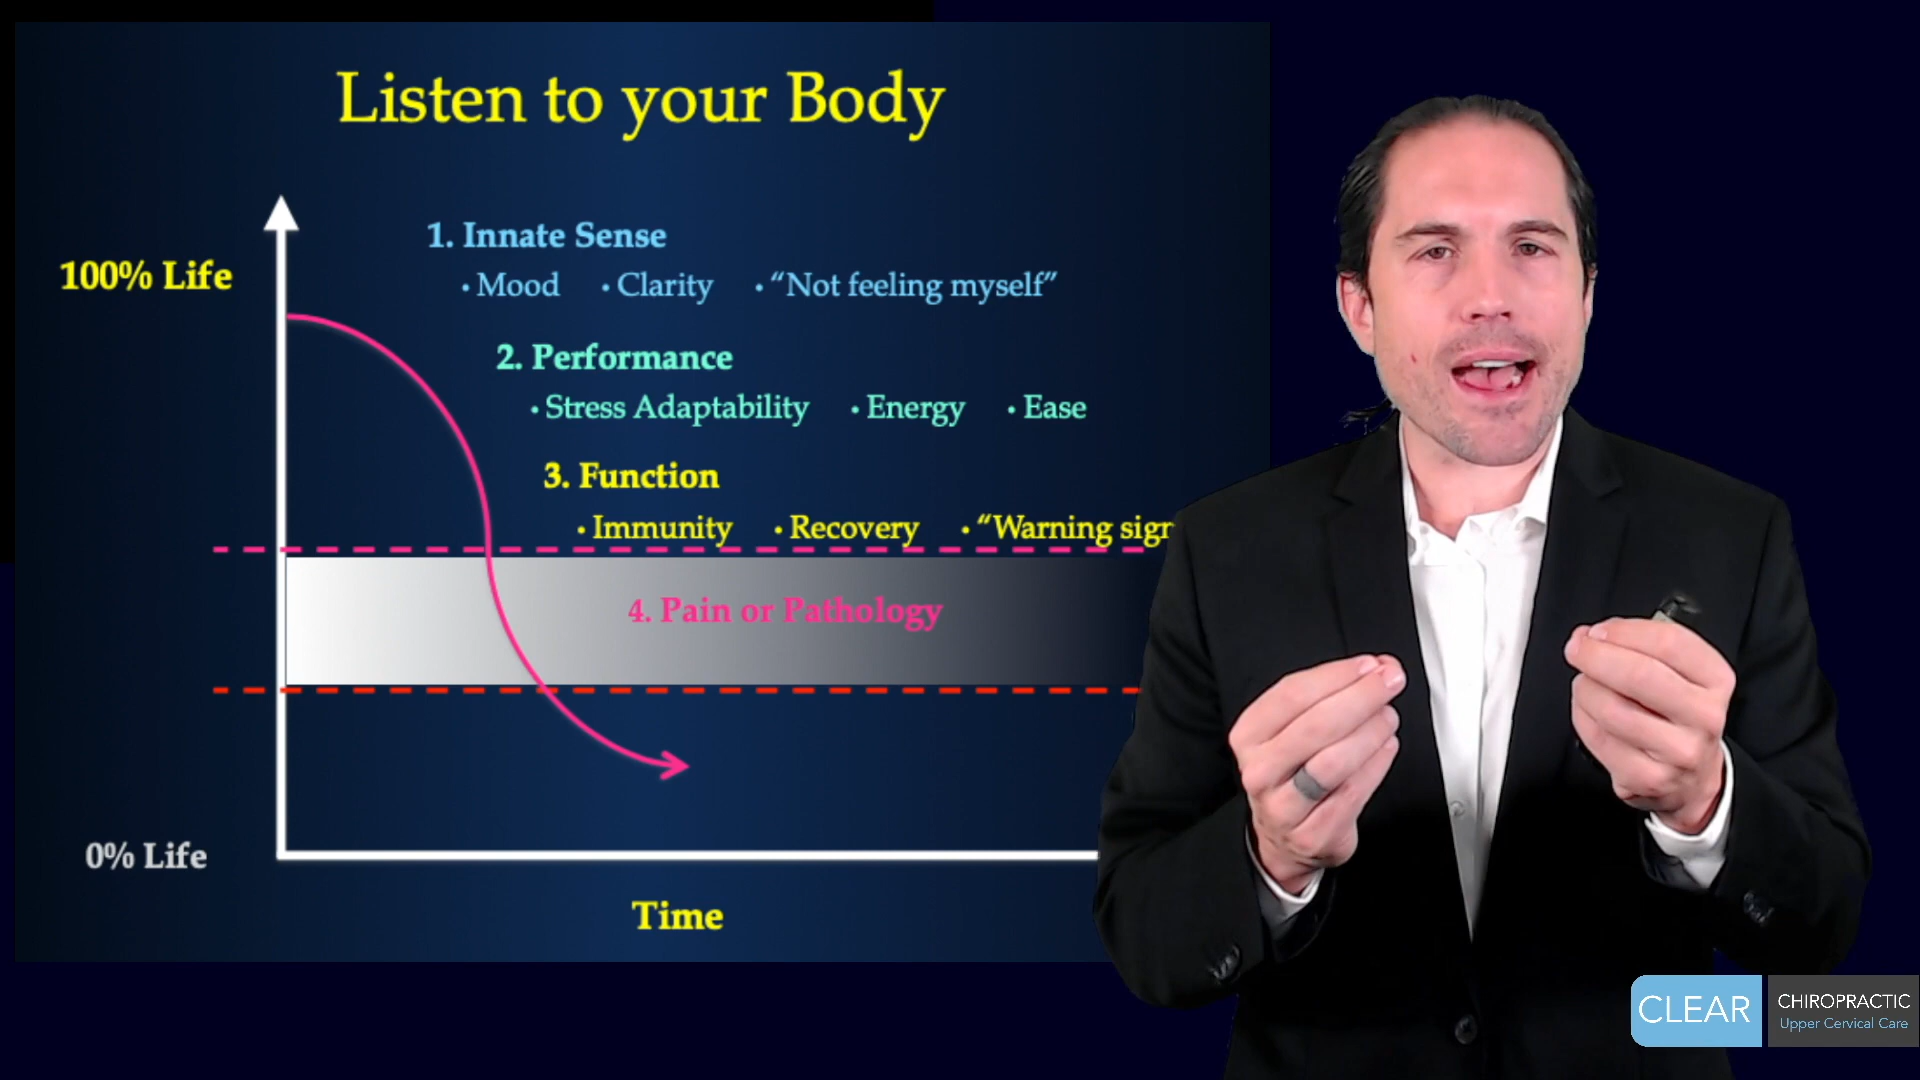 Listen to your Body
100% Life
1. Innate Sense
• Mood • Clarity • “Not feeling myself”
2. Performance
• Stress Adaptability • Energy • Ease
3. Function
• Immunity • Recovery • “Warning
4. Pain or Pathology
0% Life
Time
CLEAR
CHIROPRACTIC
Upper Cervical Care